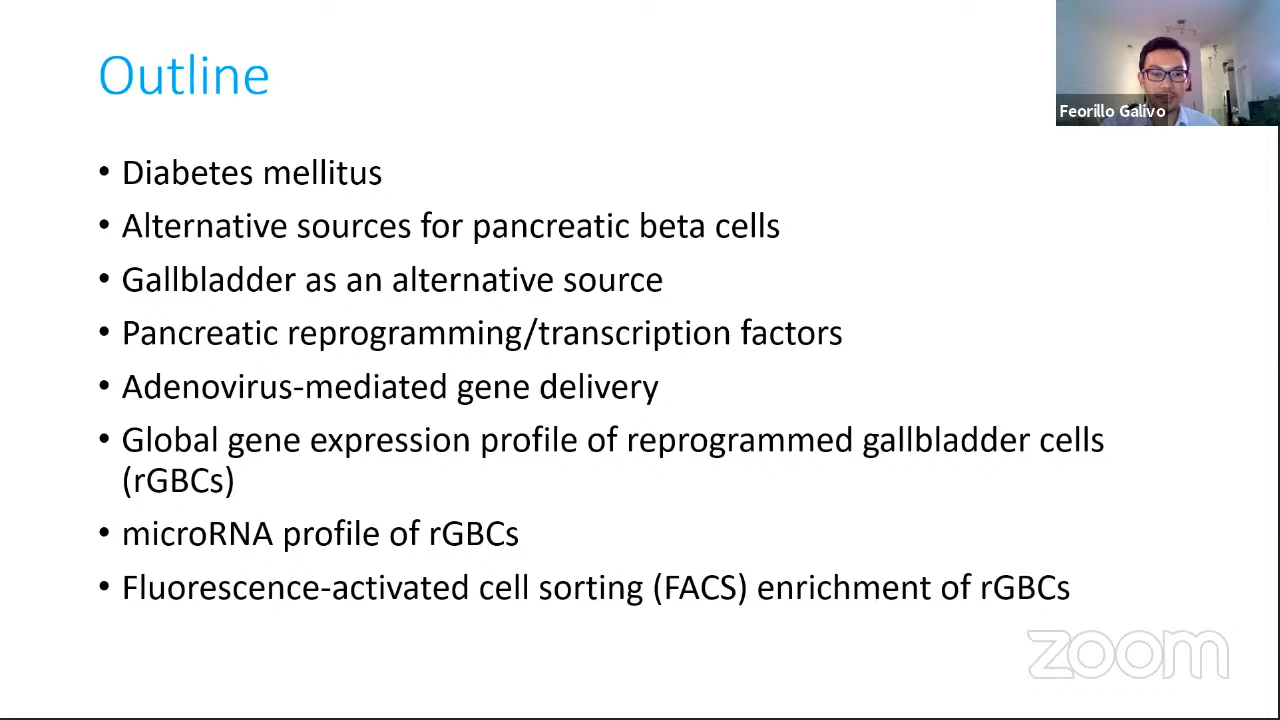 Outline
Feorillo Galivo
• Diabetes mellitus
• Alternative sources for pancreatic beta cells
• Gallbladder as an alternative source
• Pancreatic reprogramming/transcription factors
• Adenovirus-mediated gene delivery
• Global gene expression profile of reprogrammed gallbladder cells
(rGBCs)
• microRNA profile of rGBCs
• Fluorescence-activated cell sorting (FACS) enrichment of rGBCs
zoom